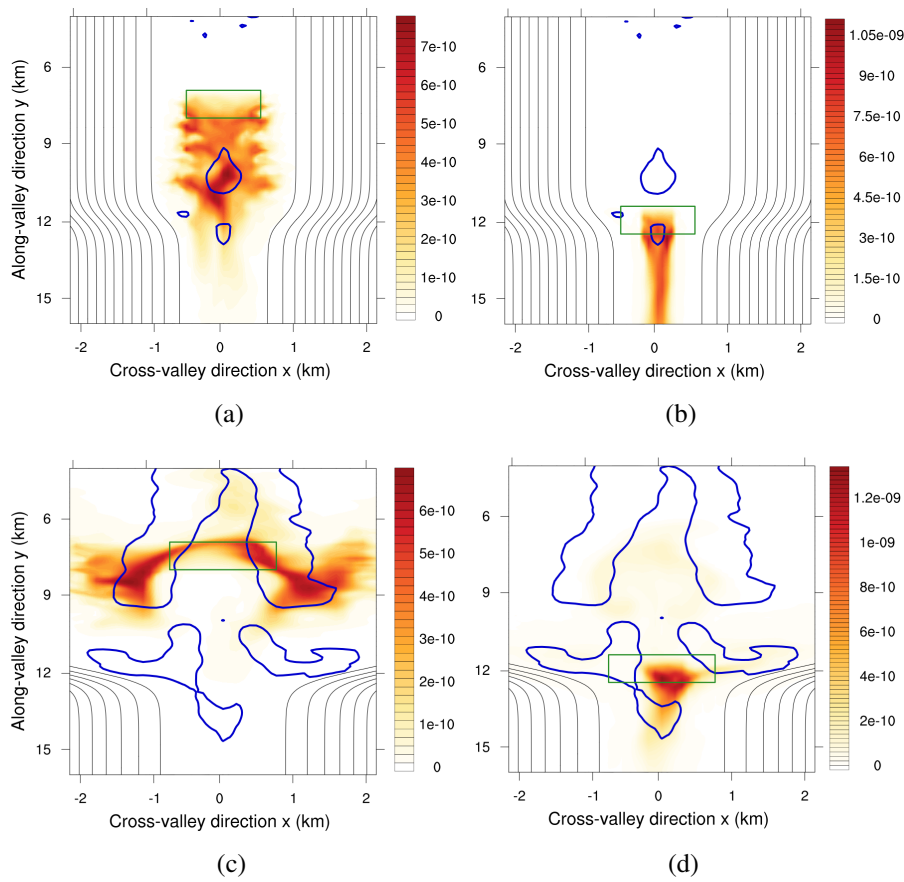 7e-10
6e-10
5e-10
4e-10
3e-10
2e-10
1e-10
0
6
9
12
15
Along-valley direction y (km)
-2
-1
0
1
2
Cross-valley direction x (km)
(a)
1.05e-09
9e-10
7.5e-10
6e-10
4.5e-10
3e-10
1.5e-10
0
6
9
12
15
-2
-1
0
1
2
Cross-valley direction x (km)
(b)
6e-10
5e-10
4e-10
3e-10
2e-10
1e-10
0
6
9
12
15
Along-valley direction y (km)
-2
-1
0
1
2
Cross-valley direction x (km)
(c)
1.2e-09
1e-09
8e-10
6e-10
4e-10
2e-10
0
6
9
12
15
-2
-1
0
1
2
Cross-valley direction x (km)
(d)